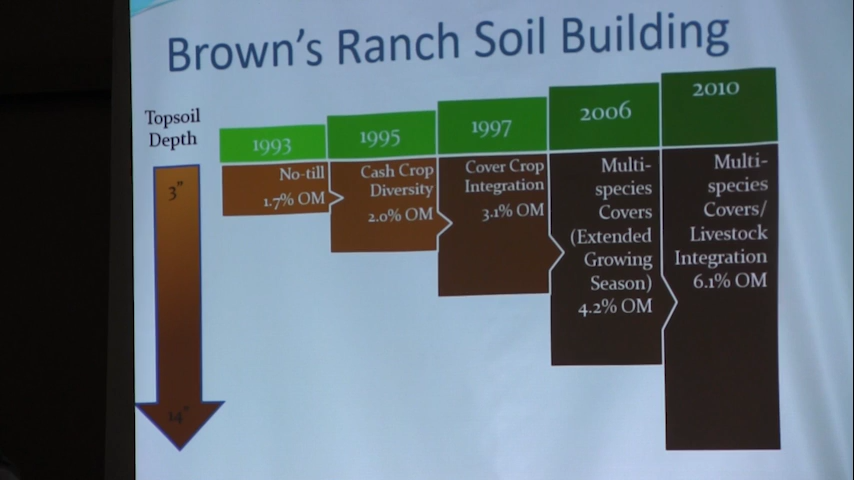 Brown's Ranch Soil Building
Topsoil
Depth
3"
14"
1993
No-till
1.7% OM
1995
Cash Crop
Diversity
2.0% OM
1997
Cover Crop
Integration
3.1% OM
2006
Multi-
species
Covers
(Extended
Growing
Season)
4.2% OM
2010
Multi-
species
Covers/
Livestock
Integration
6.1% OM